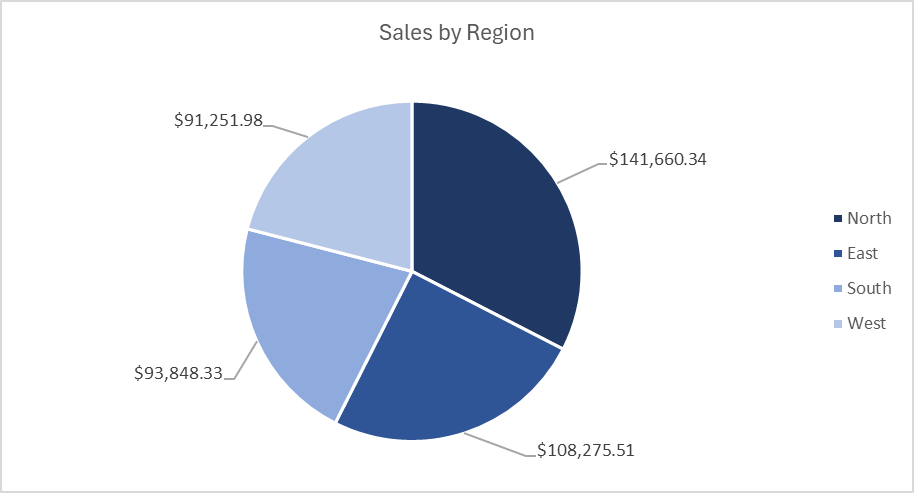 Sales by Region
$91,251.98
$141,660.34
North
East
South
West
$93,848.33
$108,275.51